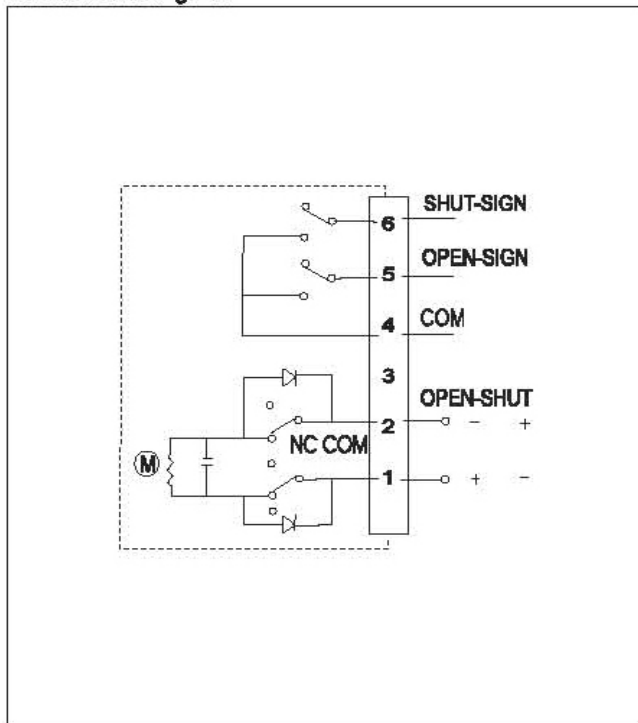 6 SHUT-SIGN
5 OPEN-SIGN
4 COM
3
OPEN-SHUT
2 - +
NC COM
M
1 + -